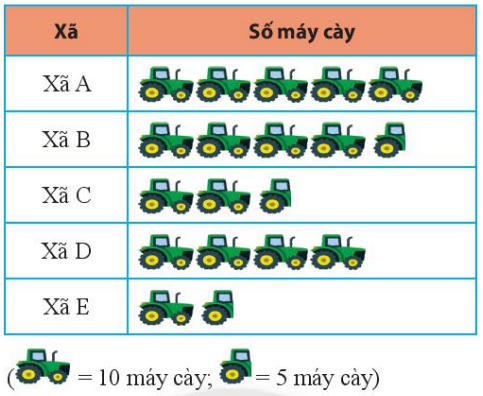 Xã Số máy cày
Xã A
Xã B
Xã C
Xã D
Xã E
( = 10 máy cày; = 5 máy cày)